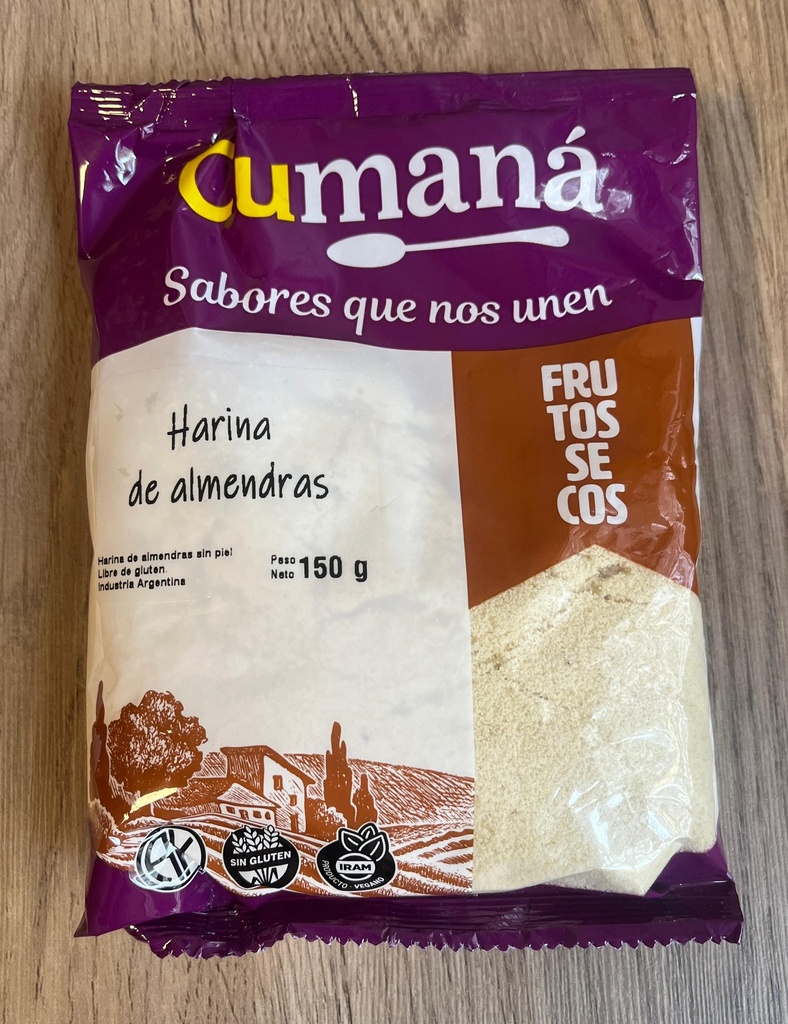 Cumaná
Sabores que nos unen
FRU
TOS
SE
COS
Harina
de almendras
Harina de almendras sin piel
Libre de gluten.
Industria Argentina
Peso
Neto 150 g
SIN GLUTEN
IRAM
PRODUCTO - VEGANO